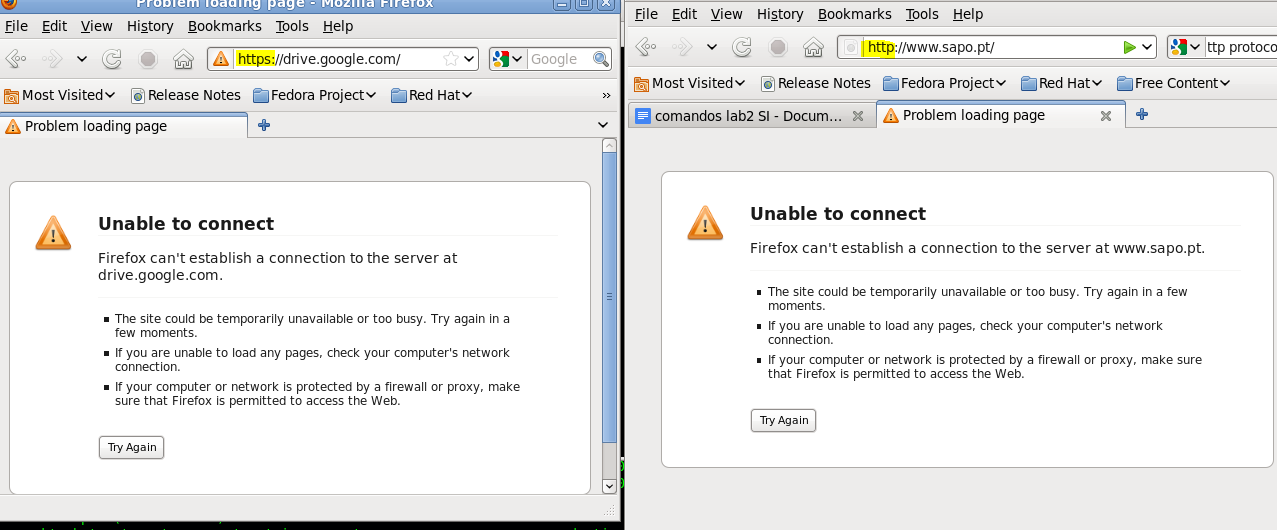 Problem loading page - Mozilla Firefox
File Edit View History Bookmarks Tools Help
https://drive.google.com/
Google
Most Visited
Release Notes
Fedora Project
Red Hat
»
Problem loading page
Unable to connect
Firefox can't establish a connection to the server at
drive.google.com.
The site could be temporarily unavailable or too busy. Try again in a
few moments.
If you are unable to load any pages, check your computer's network
connection.
If your computer or network is protected by a firewall or proxy, make
sure that Firefox is permitted to access the Web.
Try Again
File Edit View History Bookmarks Tools Help
http://www.sapo.pt/
ttp protoco
Most Visited
Release Notes
Fedora Project
Red Hat
Free Content
comandos lab2 SI - Docum...
Problem loading page
Unable to connect
Firefox can't establish a connection to the server at www.sapo.pt.
The site could be temporarily unavailable or too busy. Try again in a few
moments.
If you are unable to load any pages, check your computer's network
connection.
If your computer or network is protected by a firewall or proxy, make sure
that Firefox is permitted to access the Web.
Try Again